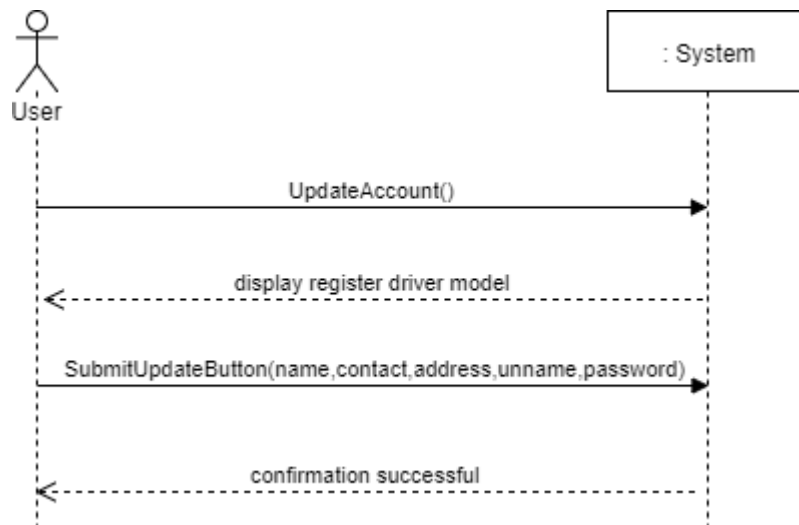 : System
User
UpdateAccount()
display register driver model
SubmitUpdateButton(name,contact,address,unname,password)
confirmation successful